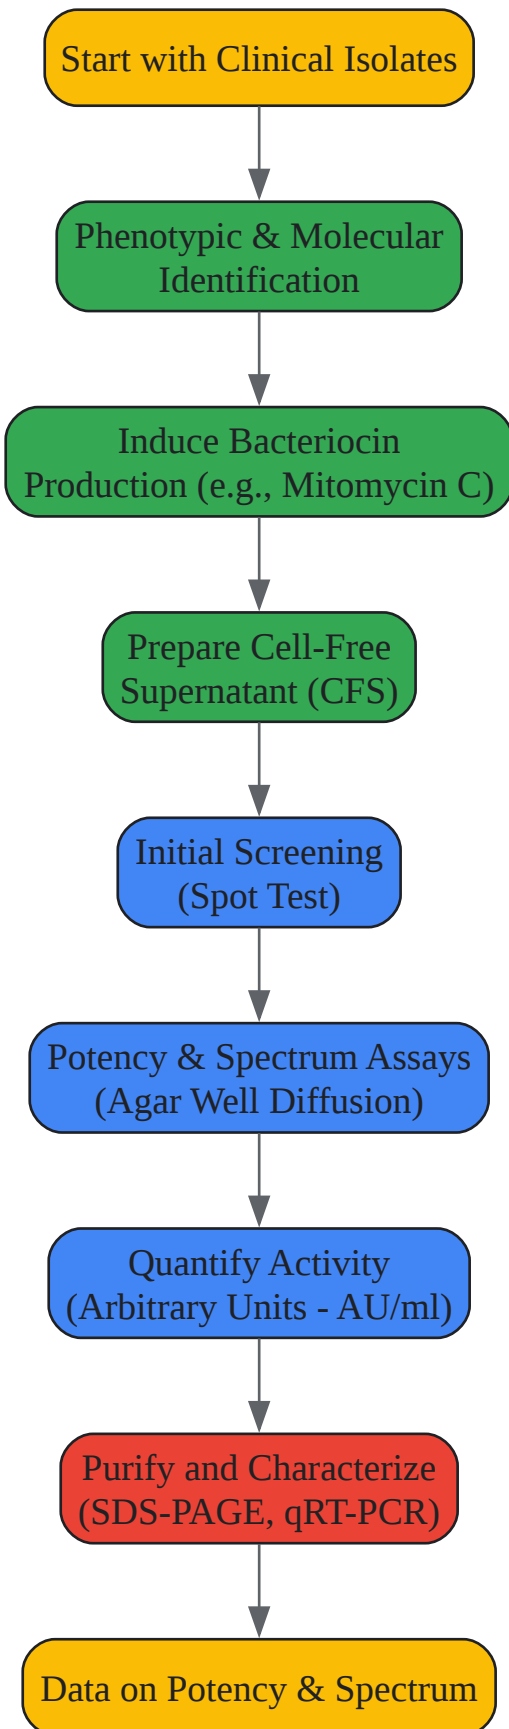 Start with Clinical Isolates
Phenotypic & Molecular
Identification
Induce Bacteriocin
Production (e.g., Mitomycin C)
Prepare Cell-Free
Supernatant (CFS)
Initial Screening
(Spot Test)
Potency & Spectrum Assays
(Agar Well Diffusion)
Quantify Activity
(Arbitrary Units - AU/ml)
Purify and Characterize
(SDS-PAGE, qRT-PCR)
Data on Potency & Spectrum